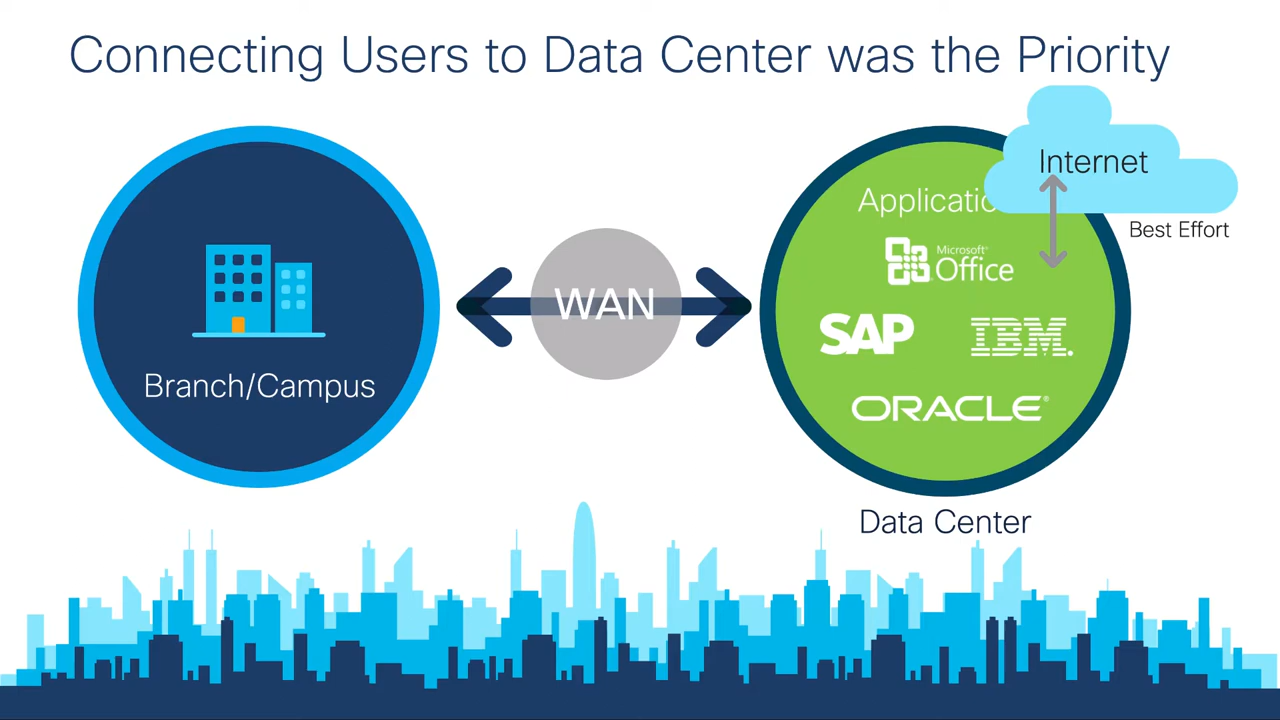 Connecting Users to Data Center was the Priority
Internet
Applicatio
Best Effort
Microsoft®
Office
WAN
SAP
IBM.
Branch/Campus
ORACLE®
Data Center